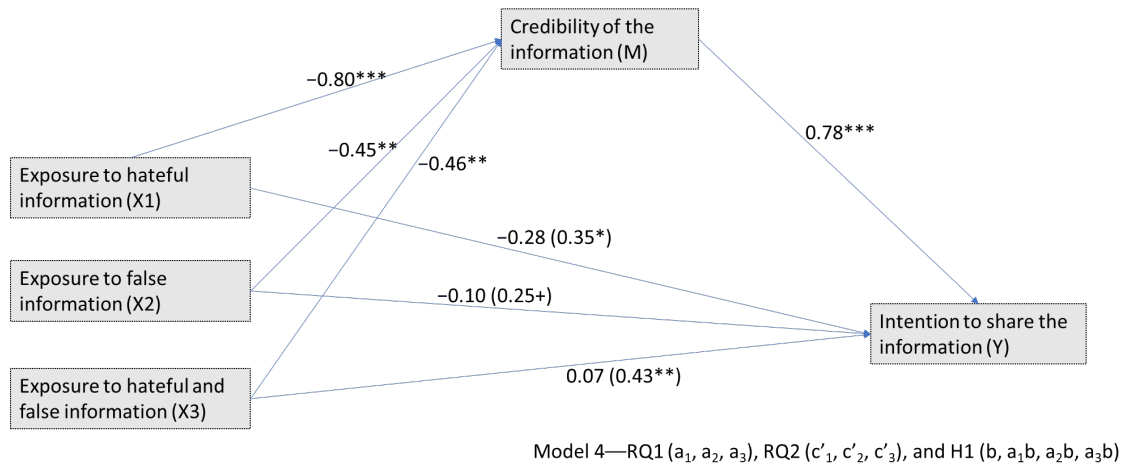 Credibility of the
information (M)
−0.80***
0.78***
−0.45**
−0.46**
Exposure to hateful
information (X1)
−0.28 (0.35*)
Exposure to false
information (X2)
−0.10 (0.25+)
Intention to share the
information (Y)
Exposure to hateful and
false information (X3)
0.07 (0.43**)
Model 4—RQ1 (a₁, a₂, a₃), RQ2 (c’₁, c’₂, c’₃), and H1 (b, a₁b, a₂b, a₃b)